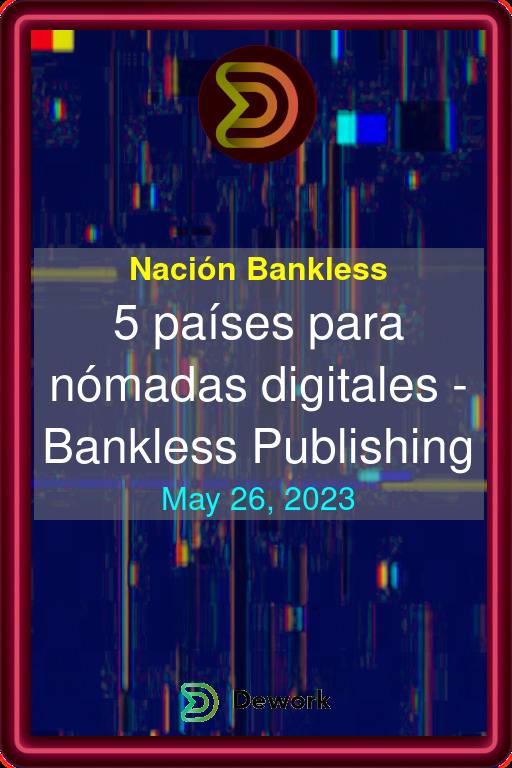 Nación Bankless
5 países para
nómadas digitales -
Bankless Publishing
May 26, 2023
Dework